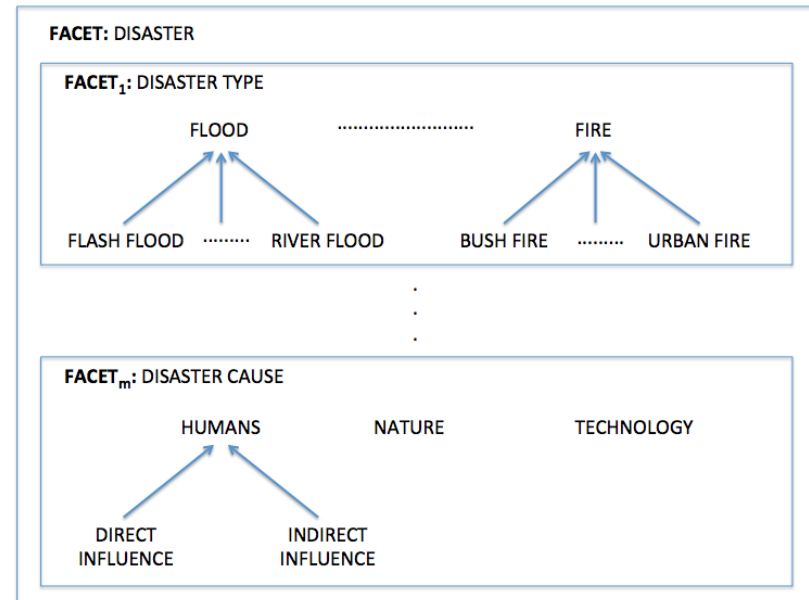 FACET: DISASTER
FACET1: DISASTER TYPE
FLOOD ......................... FIRE
FLASH FLOOD ......... RIVER FLOOD BUSH FIRE ......... URBAN FIRE
.
.
.
FACETm: DISASTER CAUSE
HUMANS NATURE TECHNOLOGY
DIRECT INDIRECT
INFLUENCE INFLUENCE